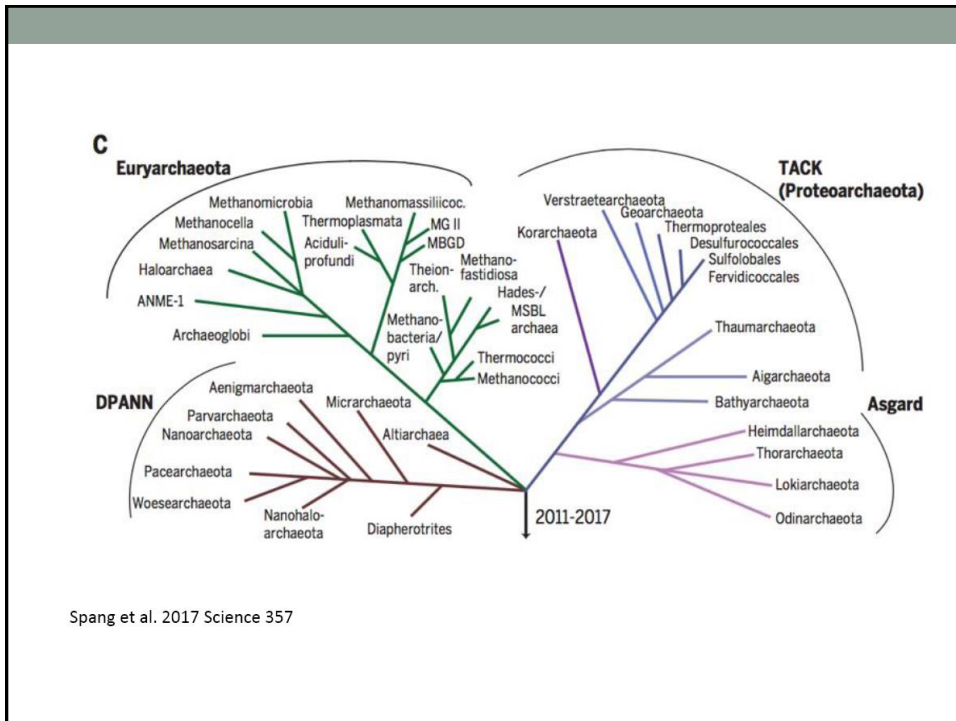 C
Euryarchaeota
Methanomicrobia
Methanocella
Methanosarcina
Haloarchaea
ANME-1
Archaeoglobi
Methanomassiliicoc.
Thermoplasmata
MG II
Aciduli-
profundi
MBGD
Theion-
arch.
Methano-
fastidiosa
Hades-/
MSBL
archaea
Methano-
bacteria/
pyri
Thermococci
Methanococci
TACK
(Proteoarchaeota)
Verstraetearchaeota
Geoarchaeota
Korarchaeota
Thermoproteales
Desulfurococcales
Sulfolobales
Fervidicoccales
Thaumarchaeota
Aigarchaeota
Bathyarchaeota
DPANN
Aenigmarchaeota
Micrarchaeota
Parvarchaeota
Nanoarchaeota
Altiarchaea
Pacearchaeota
Woesearchaeota
Nanohalo-
archaeota
Diapherotrites
Asgard
Heimdallarchaeota
Thorarchaeota
Lokiarchaeota
Odinarchaeota
2011-2017
Spang et al. 2017 Science 357